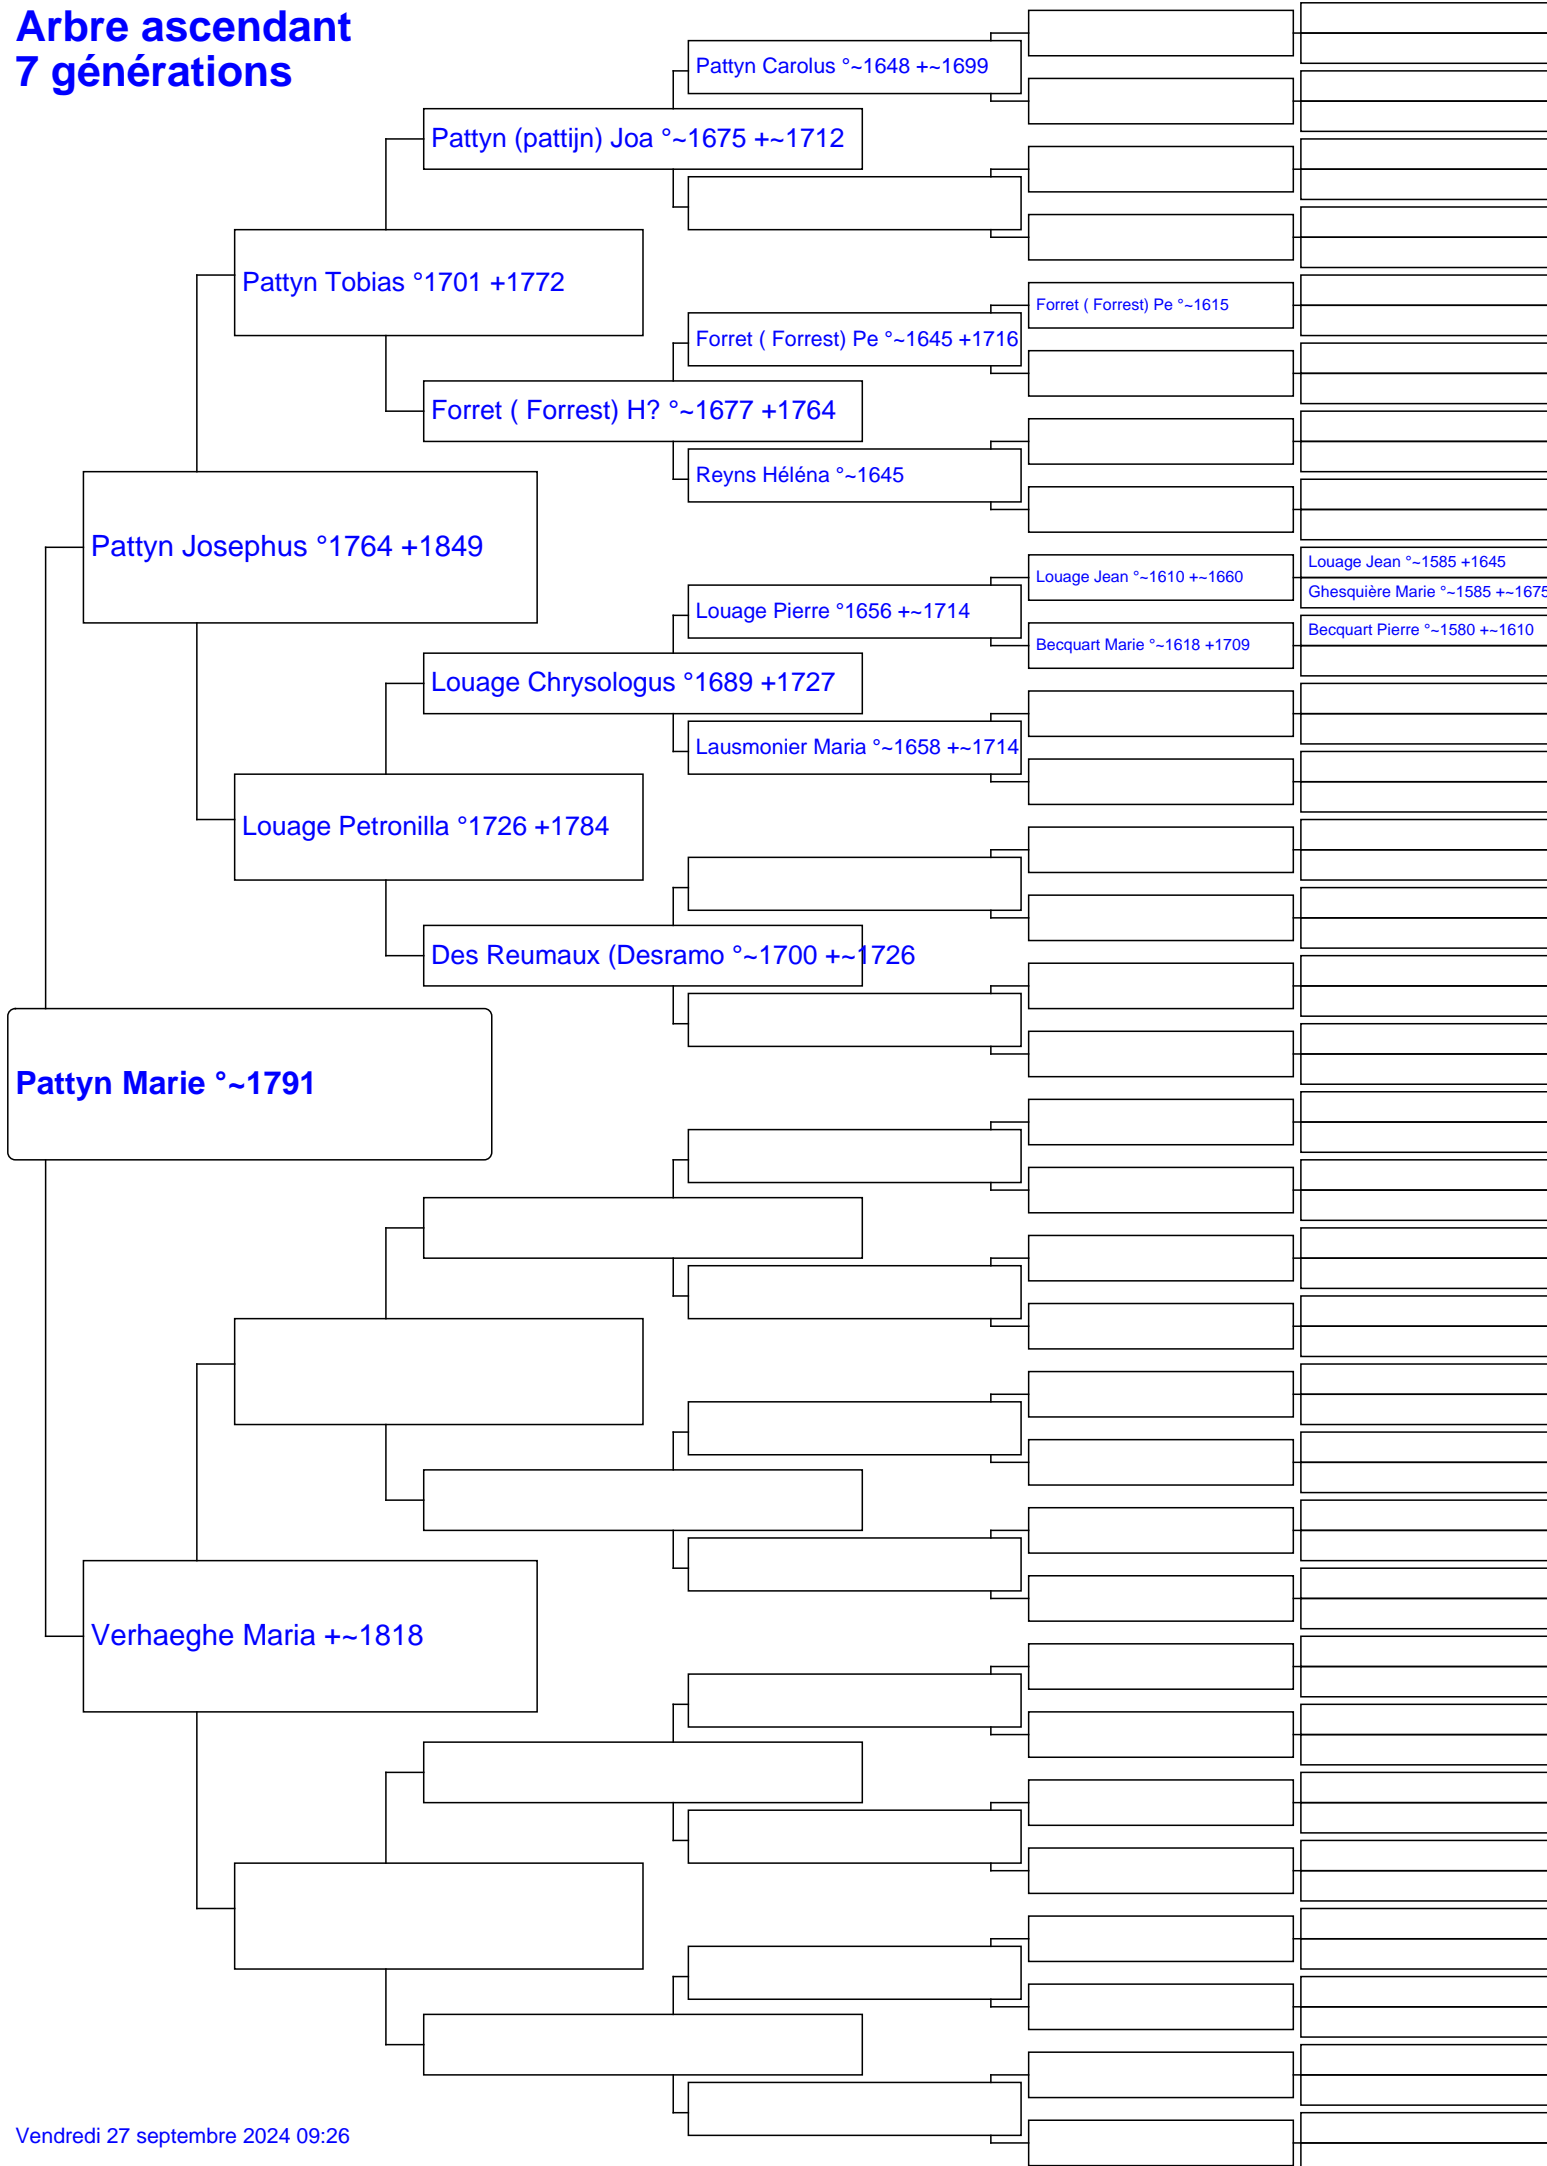 Arbre ascendant
7 générations
Pattyn Carolus °~1648 +~1699
Pattyn (pattijn) Joa °~1675 +~1712
Pattyn Tobias °1701 +1772
Forret ( Forrest) Pe °~1615
Forret ( Forrest) Pe °~1645 +1716
Forret ( Forrest) H? °~1677 +1764
Reyns Héléna °~1645
Pattyn Josephus °1764 +1849
Louage Jean °~1585 +1645
Louage Jean °~1610 +~1660
Ghesquière Marie °~1585 +~1675
Louage Pierre °1656 +~1714
Becquart Pierre °~1580 +~1610
Becquart Marie °~1618 +1709
Louage Chrysologus °1689 +1727
Lausmonier Maria °~1658 +~1714
Louage Petronilla °1726 +1784
Des Reumaux (Desramo °~1700 +~1726
Pattyn Marie °~1791
Verhaeghe Maria +~1818
Vendredi 27 septembre 2024 09:26